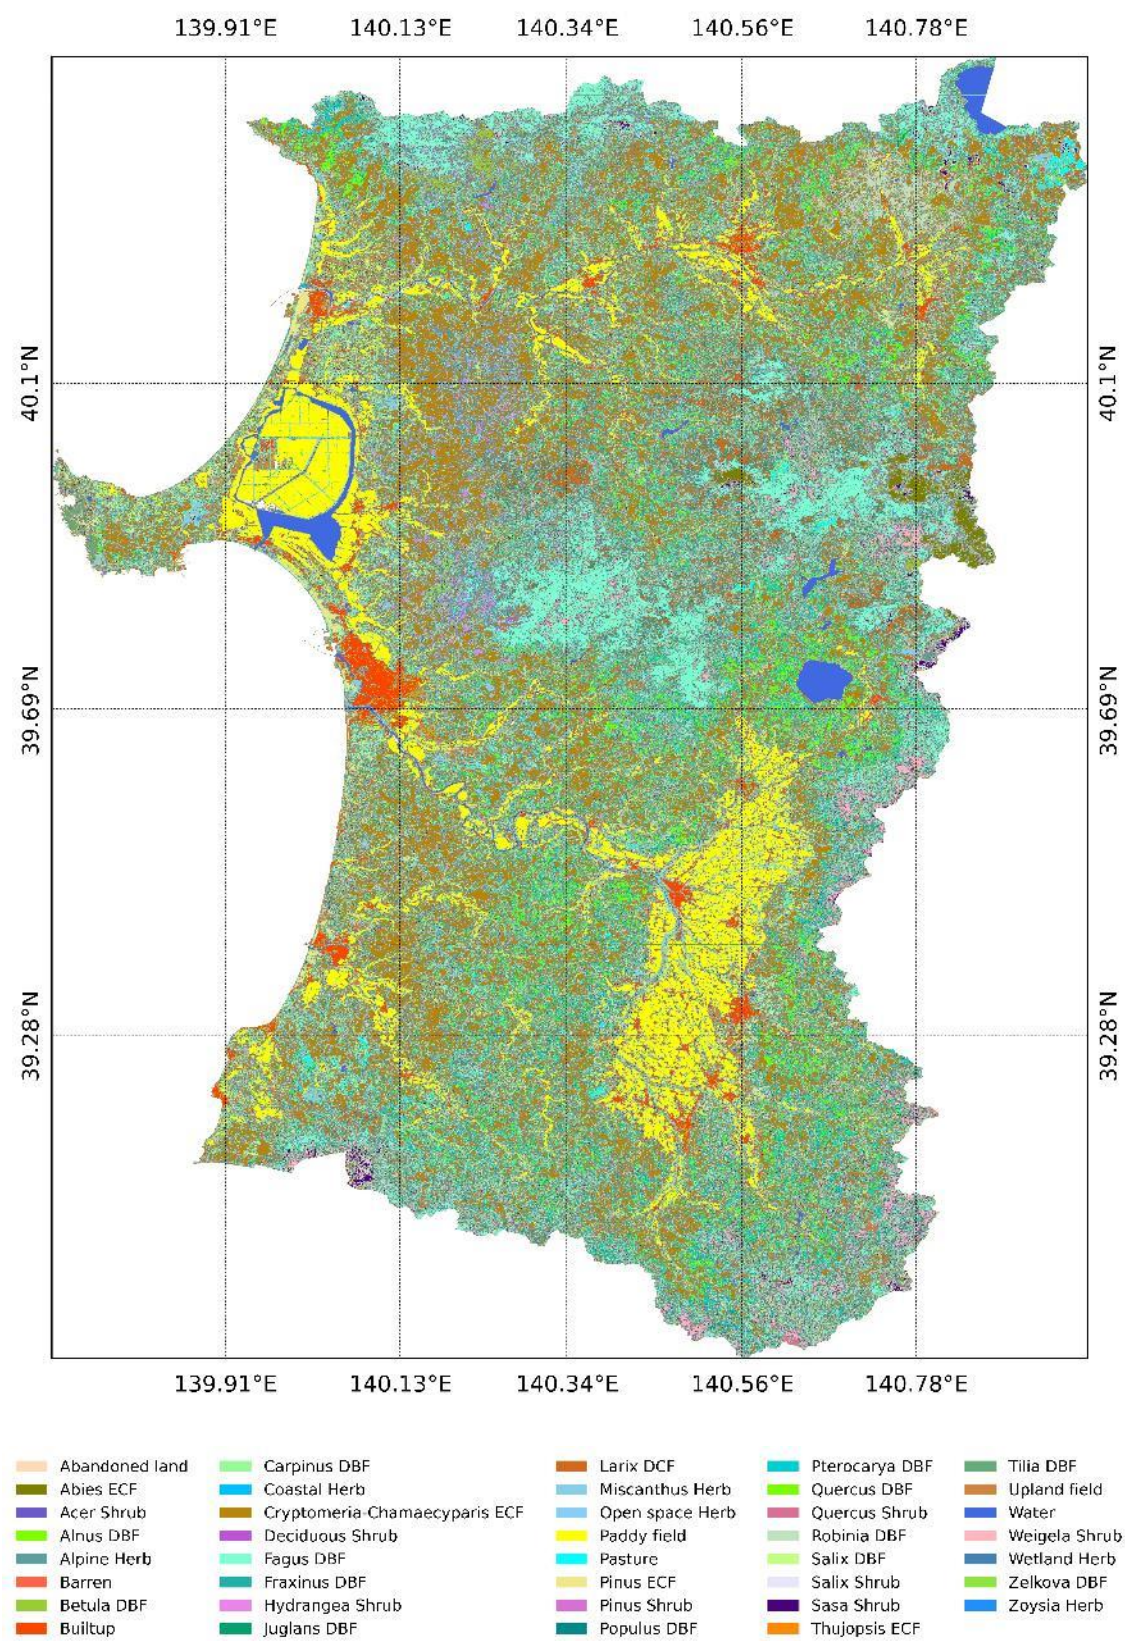 139.91°E 140.13°E 140.34°E 140.56°E 140.78°E
40.1°N 40.1°N
39.69°N 39.69°N
39.28°N 39.28°N
139.91°E 140.13°E 140.34°E 140.56°E 140.78°E
Abandoned land Carpinus DBF Larix DCF Pterocarya DBF Tilia DBF
Abies ECF Coastal Herb Miscanthus Herb Quercus DBF Upland field
Acer Shrub Cryptomeria-Chamaecyparis ECF Open space Herb Quercus Shrub Water
Alnus DBF Deciduous Shrub Paddy field Robinia DBF Weigela Shrub
Alpine Herb Fagus DBF Pasture Salix DBF Wetland Herb
Barren Fraxinus DBF Pinus ECF Salix Shrub Zelkova DBF
Betula DBF Hydrangea Shrub Pinus Shrub Sasa Shrub Zoysia Herb
Builtup Juglans DBF Populus DBF Thujopsis ECF